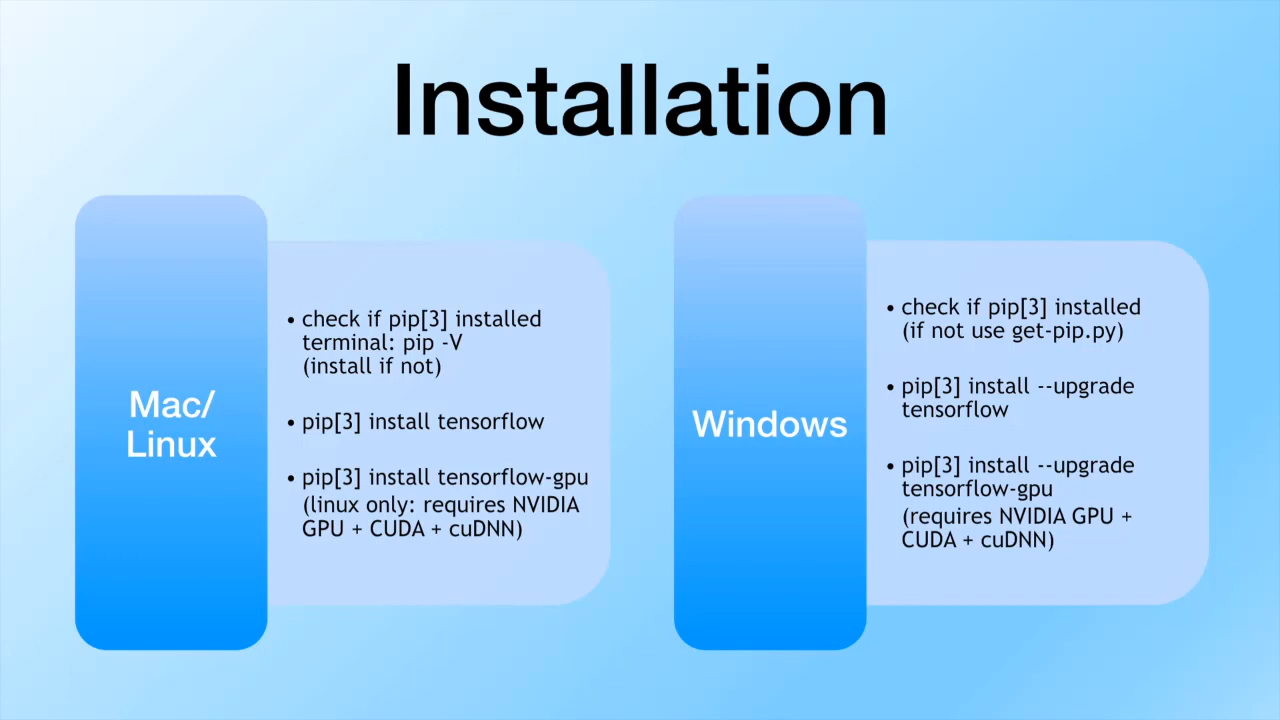 Installation
Mac/
Linux
• check if pip[3] installed
terminal: pip -V
(install if not)
• pip[3] install tensorflow
• pip[3] install tensorflow-gpu
(linux only: requires NVIDIA
GPU + CUDA + cuDNN)
Windows
• check if pip[3] installed
(if not use get-pip.py)
• pip[3] install --upgrade
tensorflow
• pip[3] install --upgrade
tensorflow-gpu
(requires NVIDIA GPU +
CUDA + cuDNN)